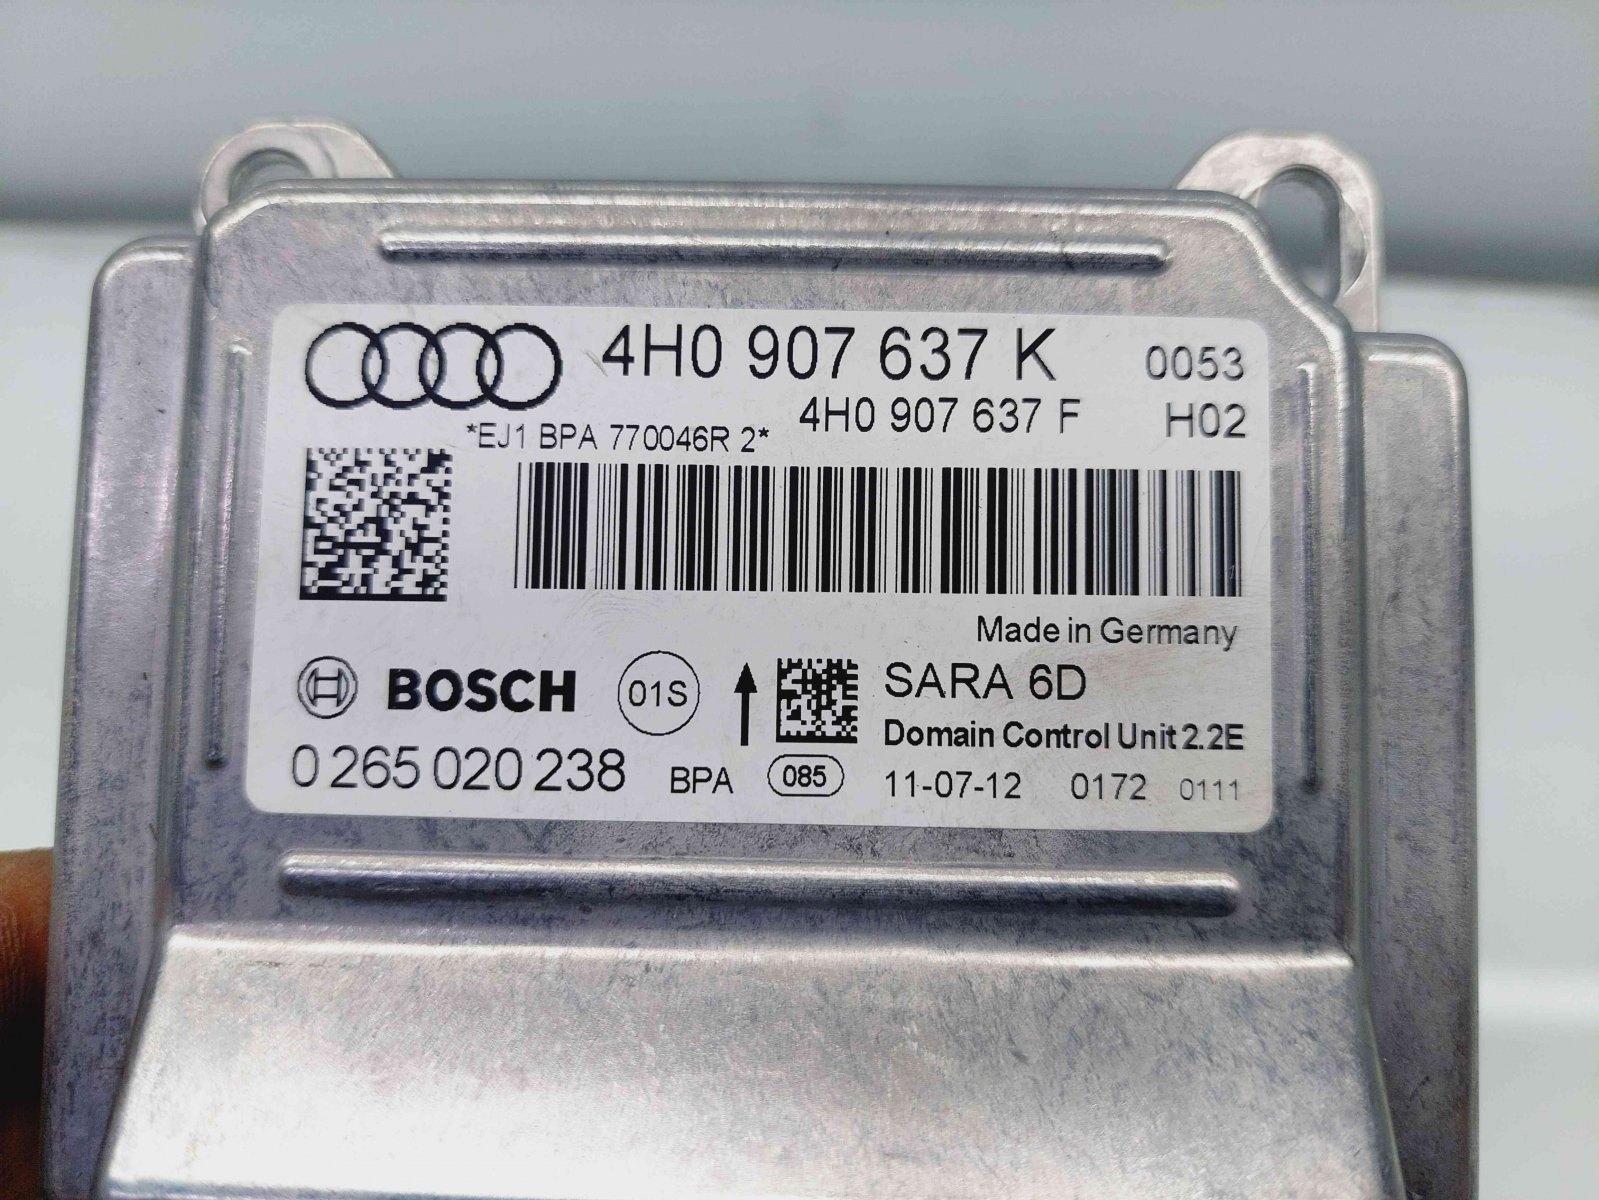 4H0 907 637 K 0053
4H0 907 637 F H02
*EJ1 BPA 770046R 2*
Made in Germany
BOSCH 01S SARA 6D
Domain Control Unit 2.2E
0 265 020 238 BPA 085 11-07-12 0172 0111